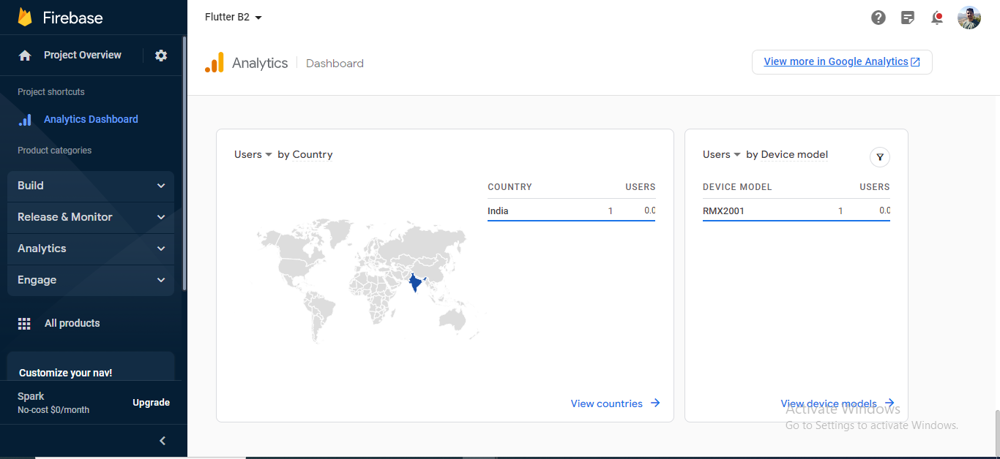 Firebase
Project Overview
Project shortcuts
Analytics Dashboard
Product categories
Build
Release & Monitor
Analytics
Engage
All products
Customize your nav!
Spark
No-cost $0/month
Upgrade
Flutter B2
Analytics
Dashboard
View more in Google Analytics
Users by Country
COUNTRY USERS
India 1 0.0
View countries
Users by Device model
DEVICE MODEL USERS
RMX2001 1 0.0
View device models
Activate Windows
Go to Settings to activate Windows.